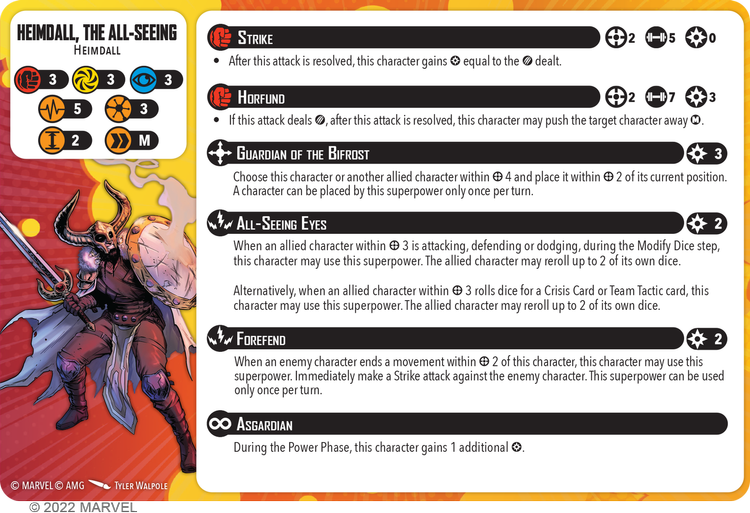 HEIMDALL, THE ALL-SEEING
HEIMDALL
3 3 3
5 3
2 M
STRIKE 2 5 0
• After this attack is resolved, this character gains equal to the dealt.
HORFUND 2 7 3
• If this attack deals , after this attack is resolved, this character may push the target character away M.
GUARDIAN OF THE BIFROST 3
Choose this character or another allied character within 4 and place it within 2 of its current position.
A character can be placed by this superpower only once per turn.
ALL-SEEING EYES 2
When an allied character within 3 is attacking, defending or dodging, during the Modify Dice step,
this character may use this superpower. The allied character may reroll up to 2 of its own dice.
Alternatively, when an allied character within 3 rolls dice for a Crisis Card or Team Tactic card, this
character may use this superpower. The allied character may reroll up to 2 of its own dice.
FOREFEND 2
When an enemy character ends a movement within 2 of this character, this character may use this
superpower. Immediately make a Strike attack against the enemy character. This superpower can be used
only once per turn.
ASGARDIAN
During the Power Phase, this character gains 1 additional .
© MARVEL © AMG TYLER WALPOLE
© 2022 MARVEL